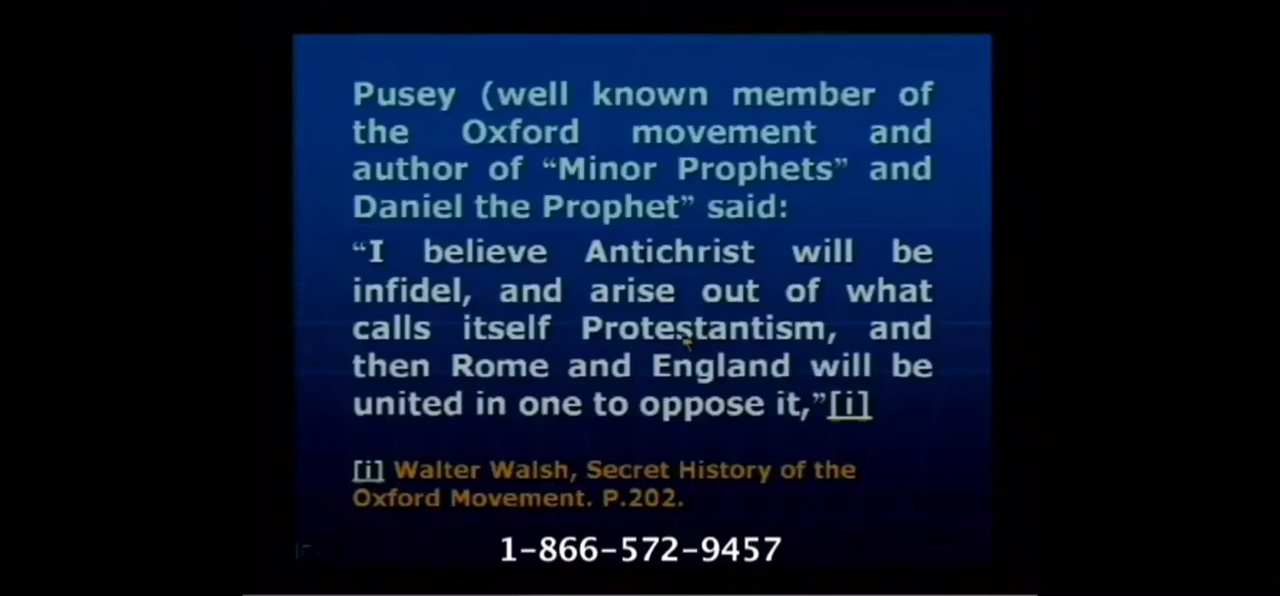 Pusey (well known member of
the Oxford movement and
author of “Minor Prophets” and
Daniel the Prophet” said:
“I believe Antichrist will be
infidel, and arise out of what
calls itself Protestantism, and
then Rome and England will be
united in one to oppose it,”[i]
[i] Walter Walsh, Secret History of the
Oxford Movement. P.202.
1-866-572-9457